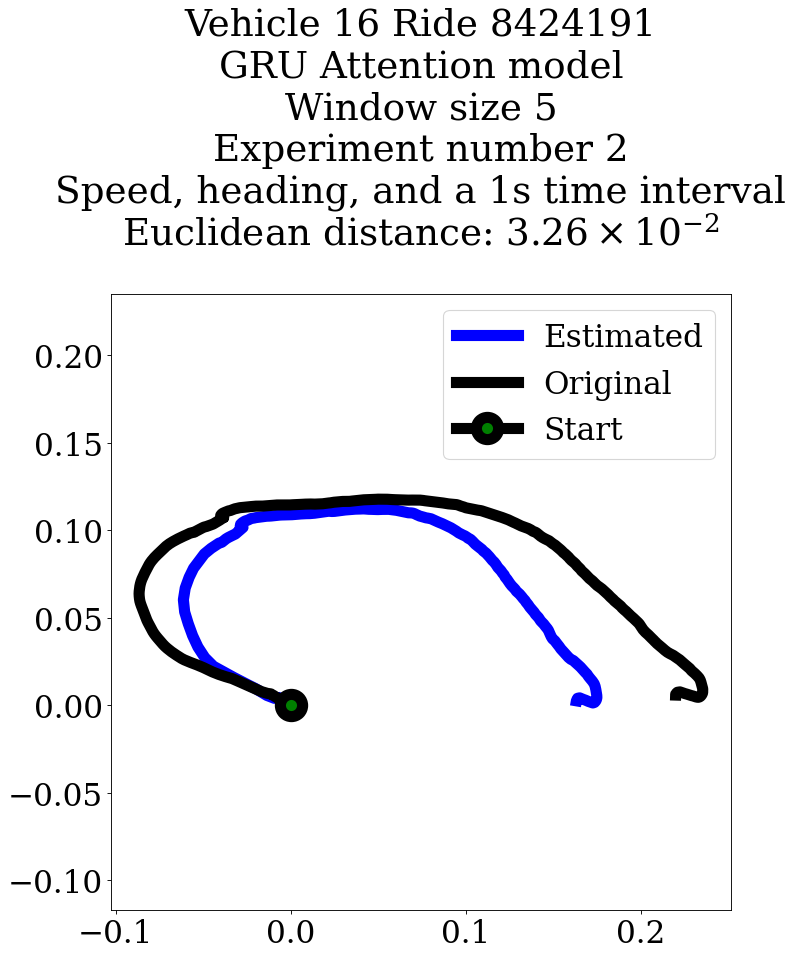 Vehicle 16 Ride 8424191
GRU Attention model
Window size 5
Experiment number 2
Speed, heading, and a 1s time interval
Euclidean distance: 3.26 × 10⁻²
Estimated
Original
Start
0.20
0.15
0.10
0.05
0.00
−0.05
−0.10
−0.1 0.0 0.1 0.2